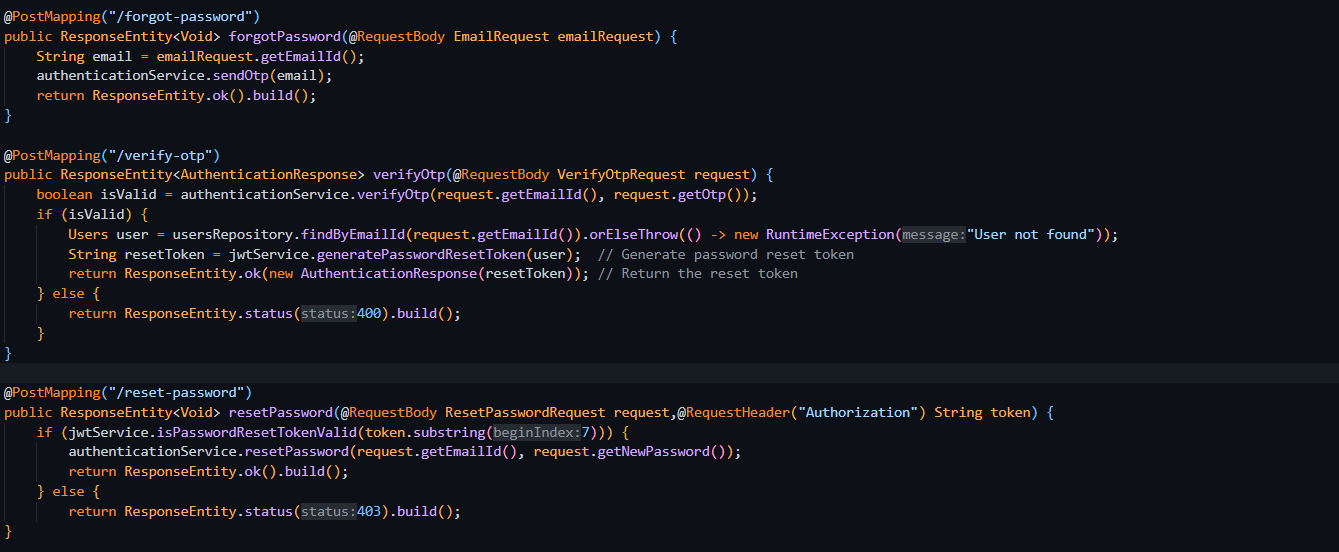 @PostMapping("/forgot-password")
public ResponseEntity<Void> forgotPassword(@RequestBody EmailRequest emailRequest) {
    String email = emailRequest.getEmailId();
    authenticationService.sendOtp(email);
    return ResponseEntity.ok().build();
}

@PostMapping("/verify-otp")
public ResponseEntity<AuthenticationResponse> verifyOtp(@RequestBody VerifyOtpRequest request) {
    boolean isValid = authenticationService.verifyOtp(request.getEmailId(), request.getOtp());
    if (isValid) {
        Users user = usersRepository.findByEmailId(request.getEmailId()).orElseThrow(() -> new RuntimeException(message:"User not found"));
        String resetToken = jwtService.generatePasswordResetToken(user);  // Generate password reset token
        return ResponseEntity.ok(new AuthenticationResponse(resetToken)); // Return the reset token
    } else {
        return ResponseEntity.status(status:400).build();
    }
}

@PostMapping("/reset-password")
public ResponseEntity<Void> resetPassword(@RequestBody ResetPasswordRequest request,@RequestHeader("Authorization") String token) {
    if (jwtService.isPasswordResetTokenValid(token.substring(beginIndex:7))) {
        authenticationService.resetPassword(request.getEmailId(), request.getNewPassword());
        return ResponseEntity.ok().build();
    } else {
        return ResponseEntity.status(status:403).build();
}